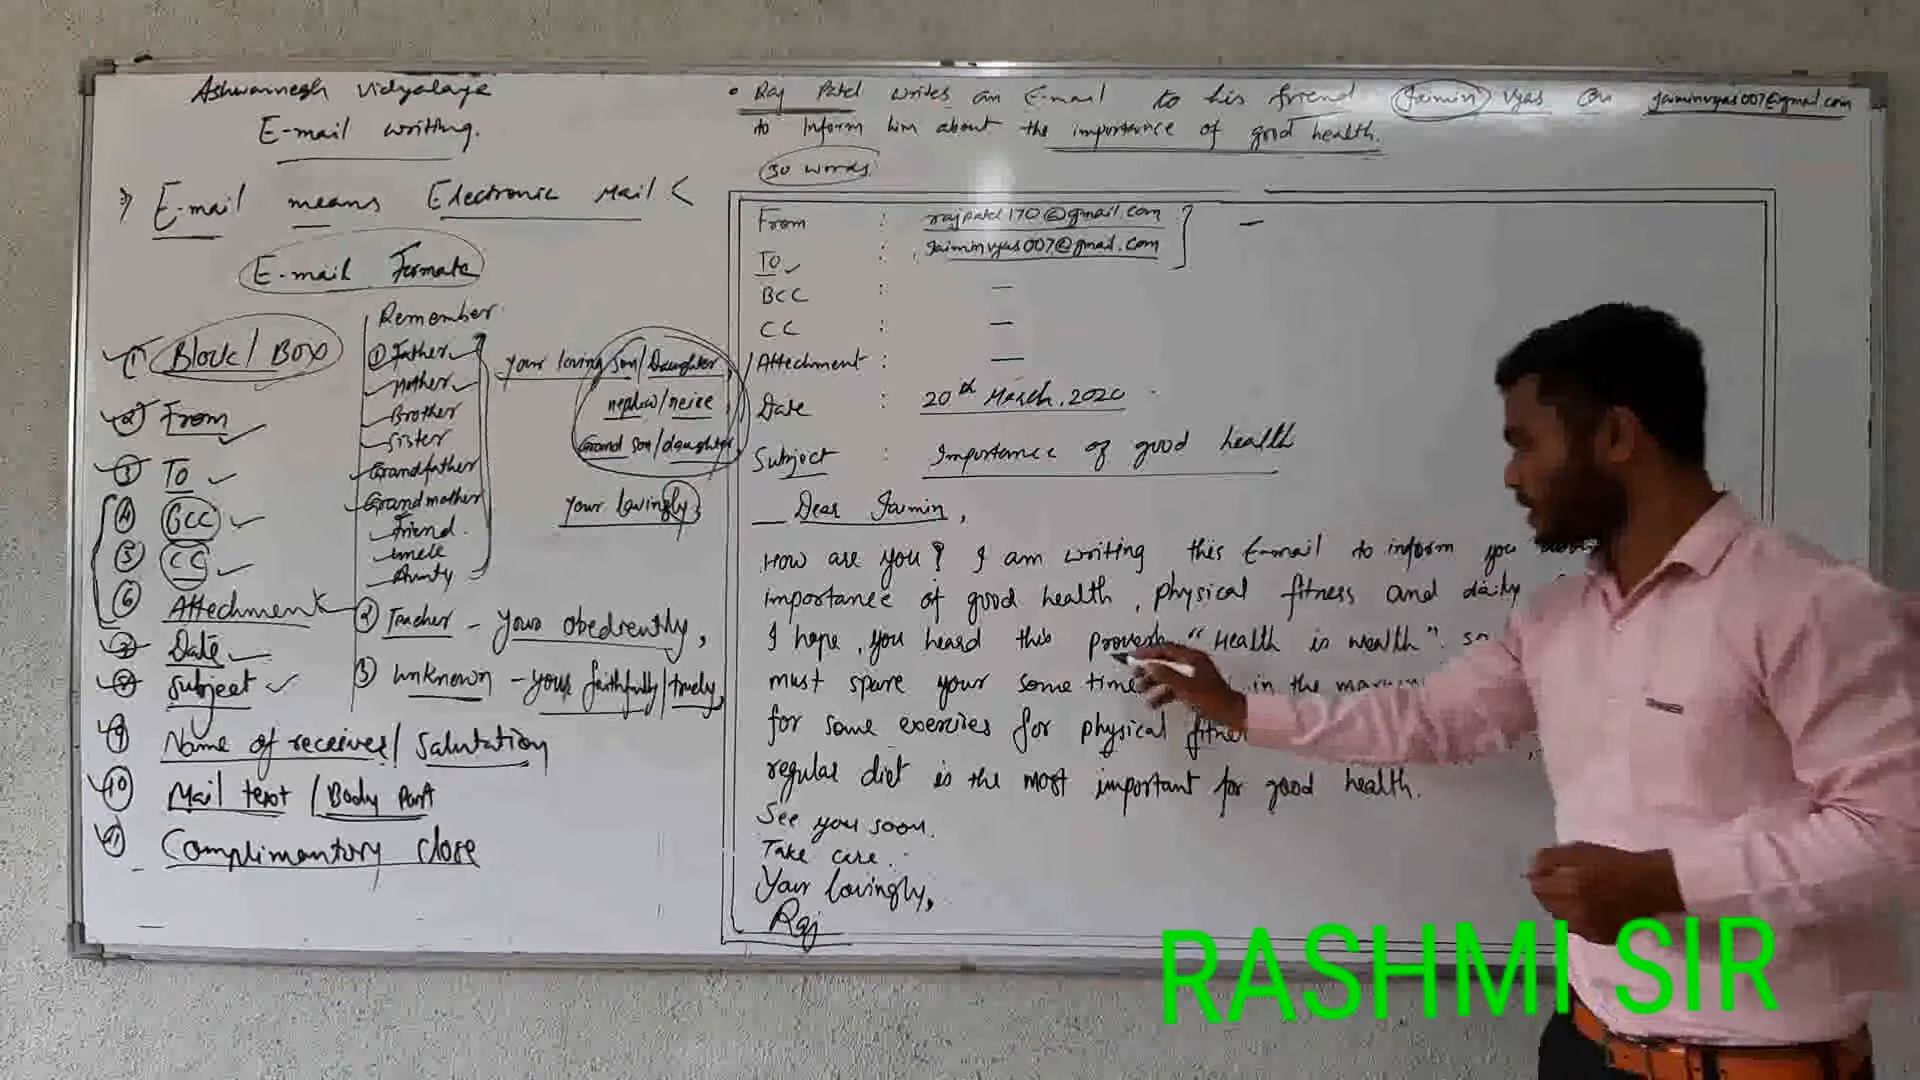 Ashwamegh Vidyalaya
E-mail writting.
E-mail means Electronic Mail
E-mail Formate
1 Block/Box
2 From
3 To
4 BCC
5 CC
6 Attechment
7 Date
8 Subject
9 Name of receiver/ Salutation
10 Mail text / Body Part
11 Complimentory close
Remember
1 Father
Mother
Brother
Sister
Grandfather
Grandmother
Friend.
uncle
Aunty
Your loving son/Daughter
nephew/neice
Grand son/daughter
Your lovingly,
2 Teacher - Yours obediently,
3 unknown - your faithfully/truely,
• Raj Patel writes an E-mail to his friend Jaimin Vyas on jaiminvyas007@gmail.com
to inform him about the importance of good health.
50 words
From : rajpatel170@gmail.com
To : jaiminvyas007@gmail.com
BCC : —
CC : —
Attechment : —
Date : 20th March, 2020
Subject : Importance of good health
Dear Jaimin,
How are you? I am writing this E-mail to inform you
importance of good health, physical fitness and daily
I hope, you heard this proverb "Health is wealth". so
must spare your some time in the
for some exercies for physical
regular diet is the most important for good health.
See you soon.
Take care.
Your lovingly,
Raj
RASHMI SIR